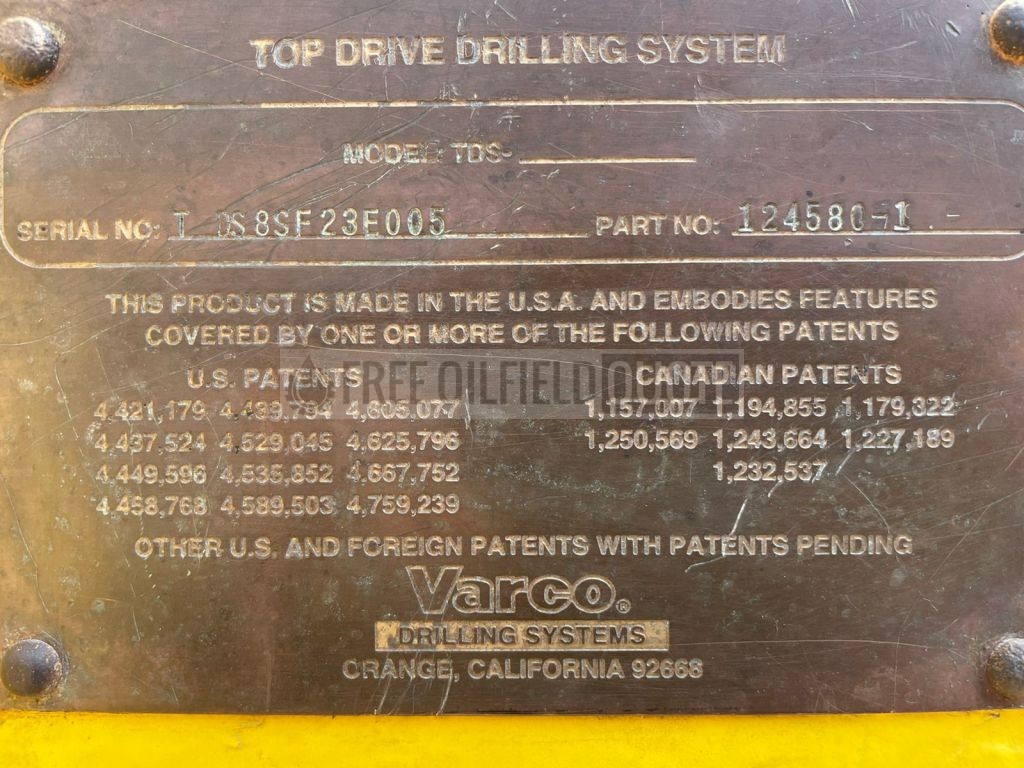 TOP DRIVE DRILLING SYSTEM
MODEL TDS-
SERIAL NO: T DS8SF23E005 PART NO: 124580-1 -
THIS PRODUCT IS MADE IN THE U.S.A. AND EMBODIES FEATURES
COVERED BY ONE OR MORE OF THE FOLLOWING PATENTS
U.S. PATENTS CANADIAN PATENTS
FREE OILFIELD
4,421,179 4,439,794 4,605,077 1,157,007 1,194,855 1,179,322
4,437,524 4,529,045 4,625,796 1,250,569 1,243,664 1,227,189
4,449,596 4,535,852 4,667,752 1,232,537
4,458,768 4,589,503 4,759,239
OTHER U.S. AND FOREIGN PATENTS WITH PATENTS PENDING
Varco®
DRILLING SYSTEMS
ORANGE, CALIFORNIA 92668